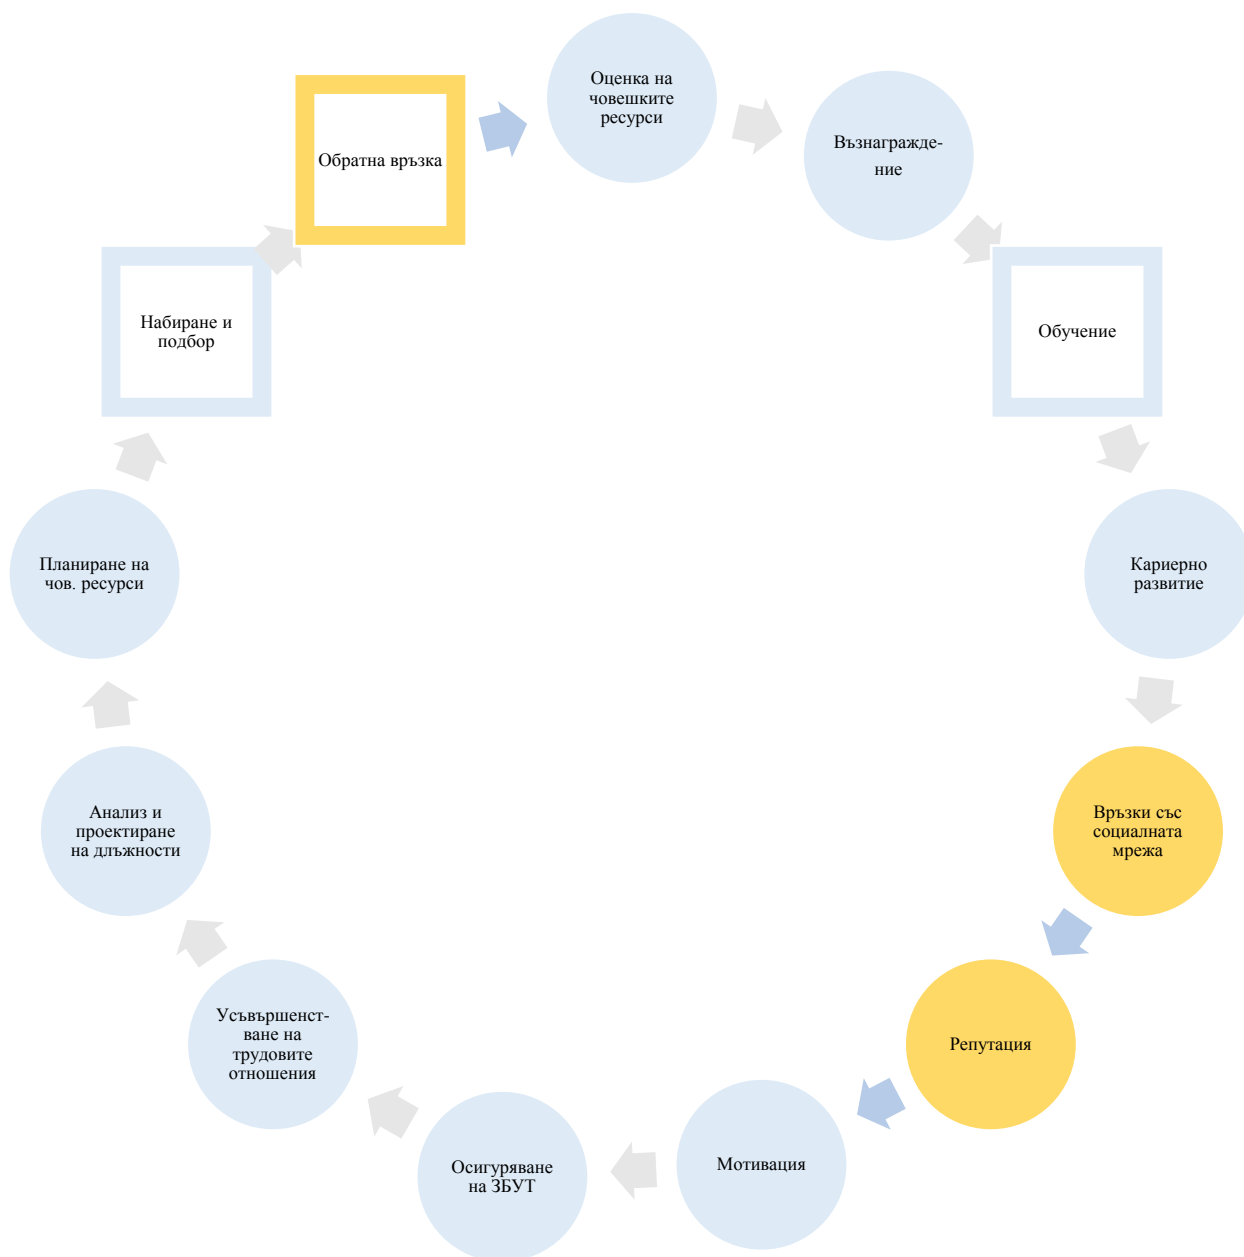 Оценка на
човешките
ресурси
Възнагражде-
ние
Обучение
Кариерно
развитие
Връзки със
социалната
мрежа
Репутация
Мотивация
Осигуряване
на ЗБУТ
Усъвършенст-
ване на
трудовите
отношения
Анализ и
проектиране
на длъжности
Планиране на
чов. ресурси
Набиране и
подбор
Обратна връзка